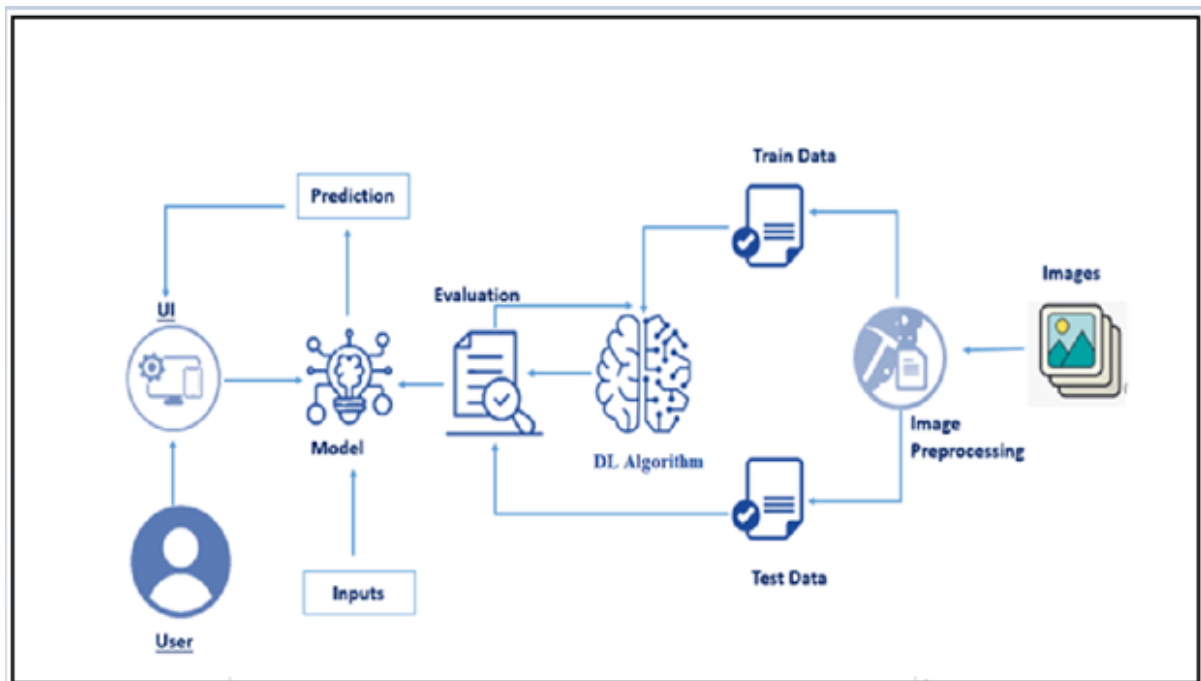 Train Data
Prediction
Images
Evaluation
UI
Image
Preprocessing
Model
DL Algorithm
Test Data
Inputs
User